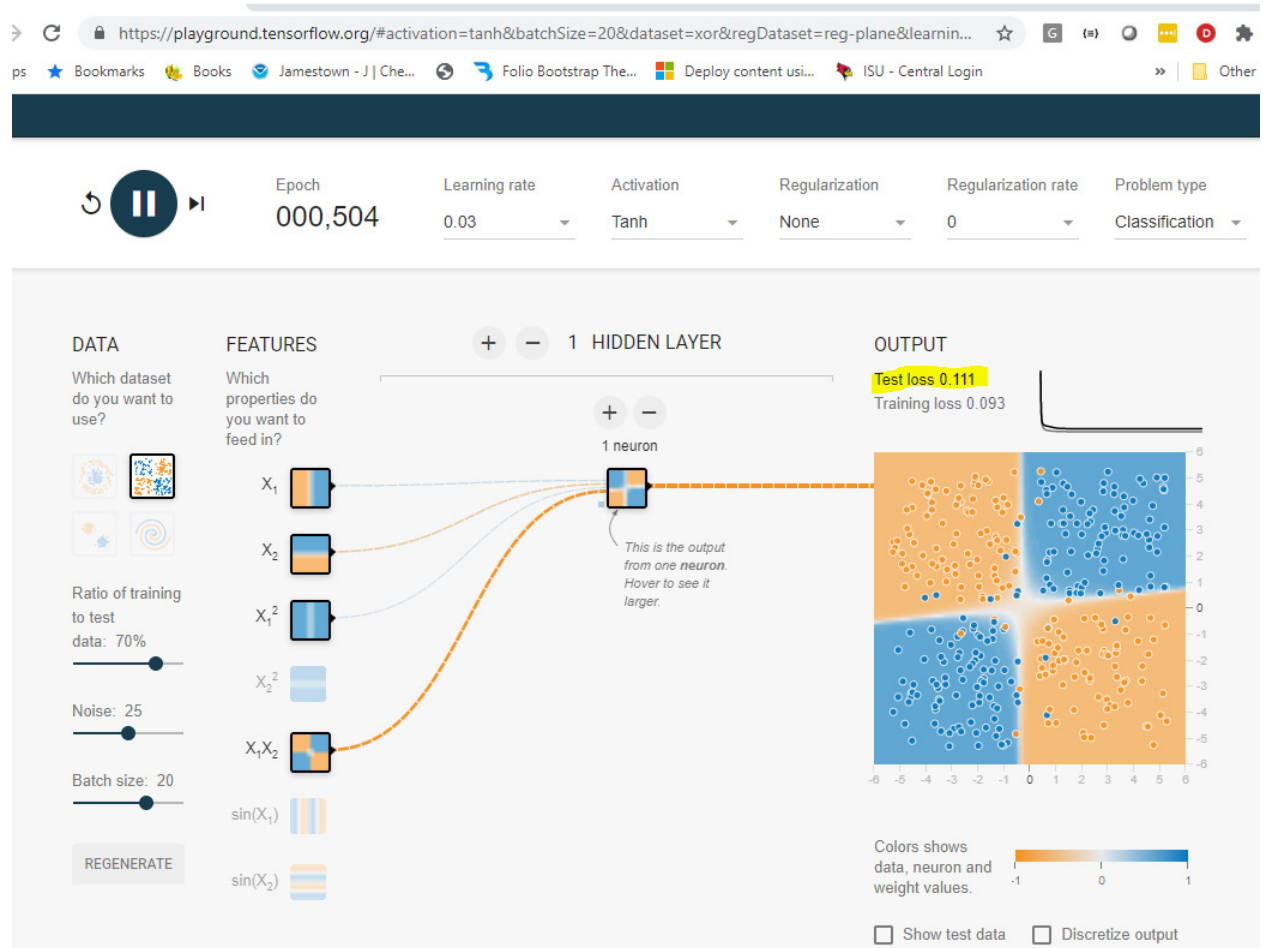 https://playground.tensorflow.org/#activation=tanh&batchSize=20&dataset=xor&regDataset=reg-plane&learnin...
ps Bookmarks Books Jamestown - J | Che... Folio Bootstrap The... Deploy content usi... ISU - Central Login » Other
Epoch
000,504
Learning rate
0.03
Activation
Tanh
Regularization
None
Regularization rate
0
Problem type
Classification
DATA
Which dataset
do you want to
use?
Ratio of training
to test
data: 70%
Noise: 25
Batch size: 20
REGENERATE
FEATURES
Which
properties do
you want to
feed in?
X₁
X₂
X₁²
X₂²
X₁X₂
sin(X₁)
sin(X₂)
+ − 1 HIDDEN LAYER
+ −
1 neuron
This is the output
from one neuron.
Hover to see it
larger.
OUTPUT
Test loss 0.111
Training loss 0.093
6
5
4
3
2
1
0
-1
-2
-3
-4
-5
-6
-6 -5 -4 -3 -2 -1 0 1 2 3 4 5 6
Colors shows
data, neuron and
weight values.
-1 0 1
Show test data Discretize output